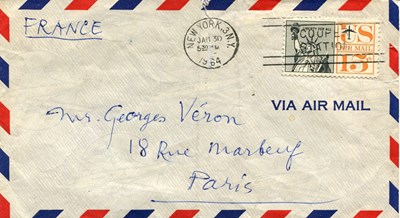 FRANCE
NEW YORK, 3 N.Y.
JAN 30
1964
US
AIR MAIL
15¢
VIA AIR MAIL
Mr. Georges Véron
18 Rue Marbeuf
Paris